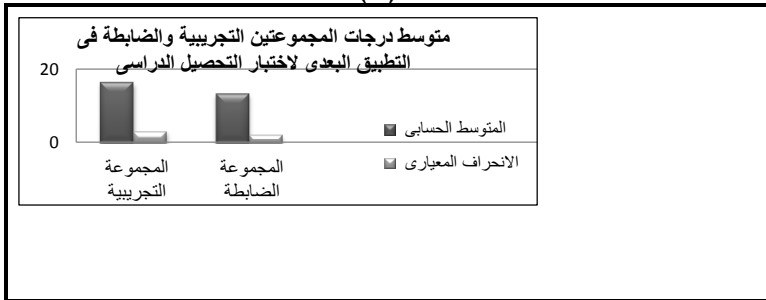 متوسط درجات المجموعتين التجريبية والضابطة فى
التطبيق البعدى لاختبار التحصيل الدراسى
20
0
المجموعة
التجريبية
المجموعة
الضابطة
المتوسط الحسابى
الانحراف المعيارى